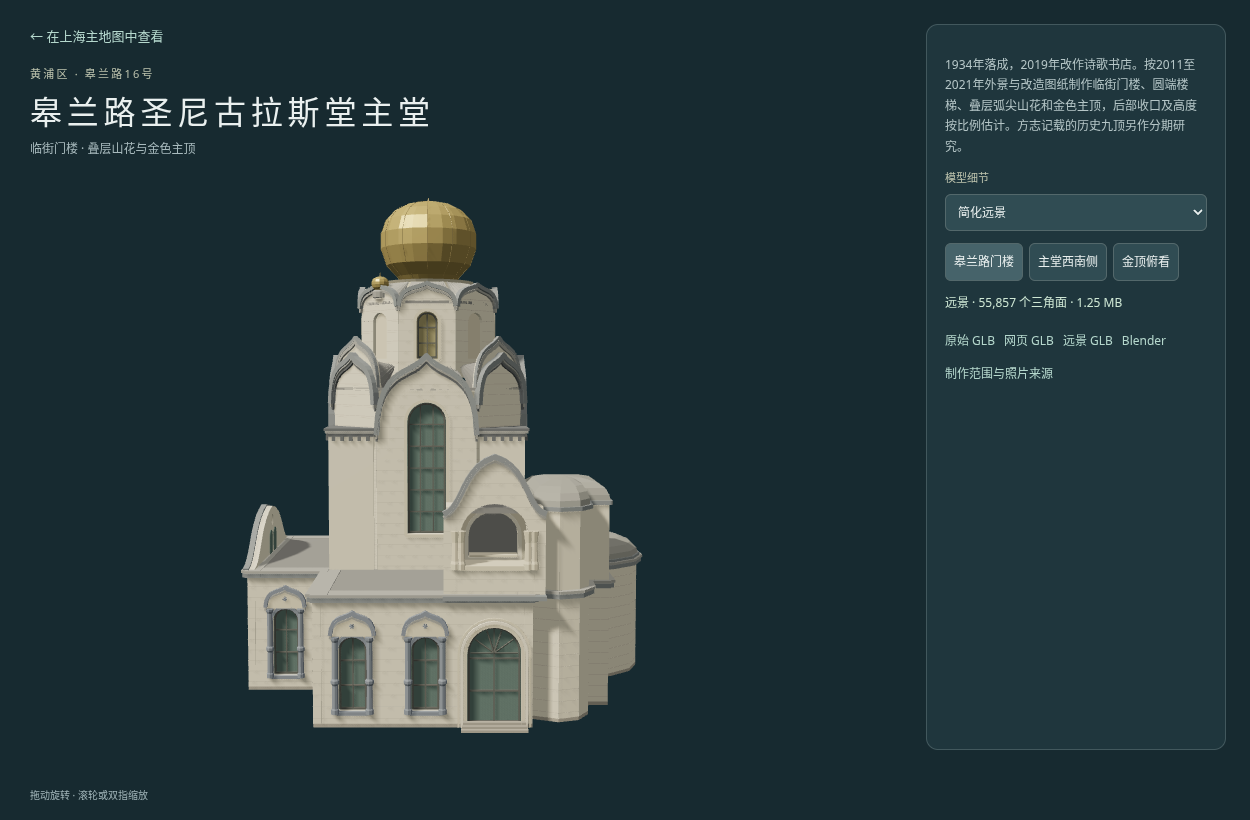 ← 在上海主地图中查看
黄浦区 · 皋兰路16号
皋兰路圣尼古拉斯堂主堂
临街门楼 · 叠层山花与金色主顶
1934年落成，2019年改作诗歌书店。按2011至
2021年外景与改造图纸制作临街门楼、圆端楼
梯、叠层弧尖山花和金色主顶，后部收口及高度
按比例估计。方志记载的历史九顶另作分期研
究。
模型细节
简化远景
皋兰路门楼 主堂西南侧 金顶俯看
远景 · 55,857 个三角面 · 1.25 MB
原始 GLB 网页 GLB 远景 GLB Blender
制作范围与照片来源
拖动旋转 · 滚轮或双指缩放